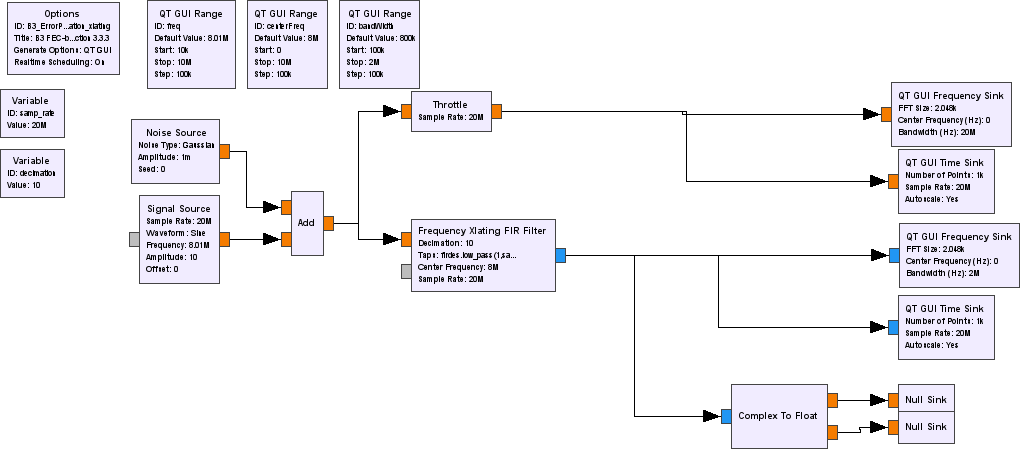 Options
ID: B3_ErrorP...ation_xlating
Title: B3 FEC-b...ction 3.3.3
Generate Options: QT GUI
Realtime Scheduling: On
QT GUI Range
ID: freq
Default Value: 8.01M
Start: 10k
Stop: 10M
Step: 100k
QT GUI Range
ID: centerFreq
Default Value: 8M
Start: 0
Stop: 10M
Step: 100k
QT GUI Range
ID: bandWidth
Default Value: 800k
Start: 100k
Stop: 2M
Step: 100k
Variable
ID: samp_rate
Value: 20M
Variable
ID: decimation
Value: 10
Noise Source
Noise Type: Gaussian
Amplitude: 1m
Seed: 0
Signal Source
Sample Rate: 20M
Waveform: Sine
Frequency: 8.01M
Amplitude: 10
Offset: 0
Add
Throttle
Sample Rate: 20M
Frequency Xlating FIR Filter
Decimation: 10
Taps: firdes.low_pass(1,sa...
Center Frequency: 8M
Sample Rate: 20M
QT GUI Frequency Sink
FFT Size: 2.048k
Center Frequency (Hz): 0
Bandwidth (Hz): 20M
QT GUI Time Sink
Number of Points: 1k
Sample Rate: 20M
Autoscale: Yes
QT GUI Frequency Sink
FFT Size: 2.048k
Center Frequency (Hz): 0
Bandwidth (Hz): 2M
QT GUI Time Sink
Number of Points: 1k
Sample Rate: 20M
Autoscale: Yes
Complex To Float
Null Sink
Null Sink